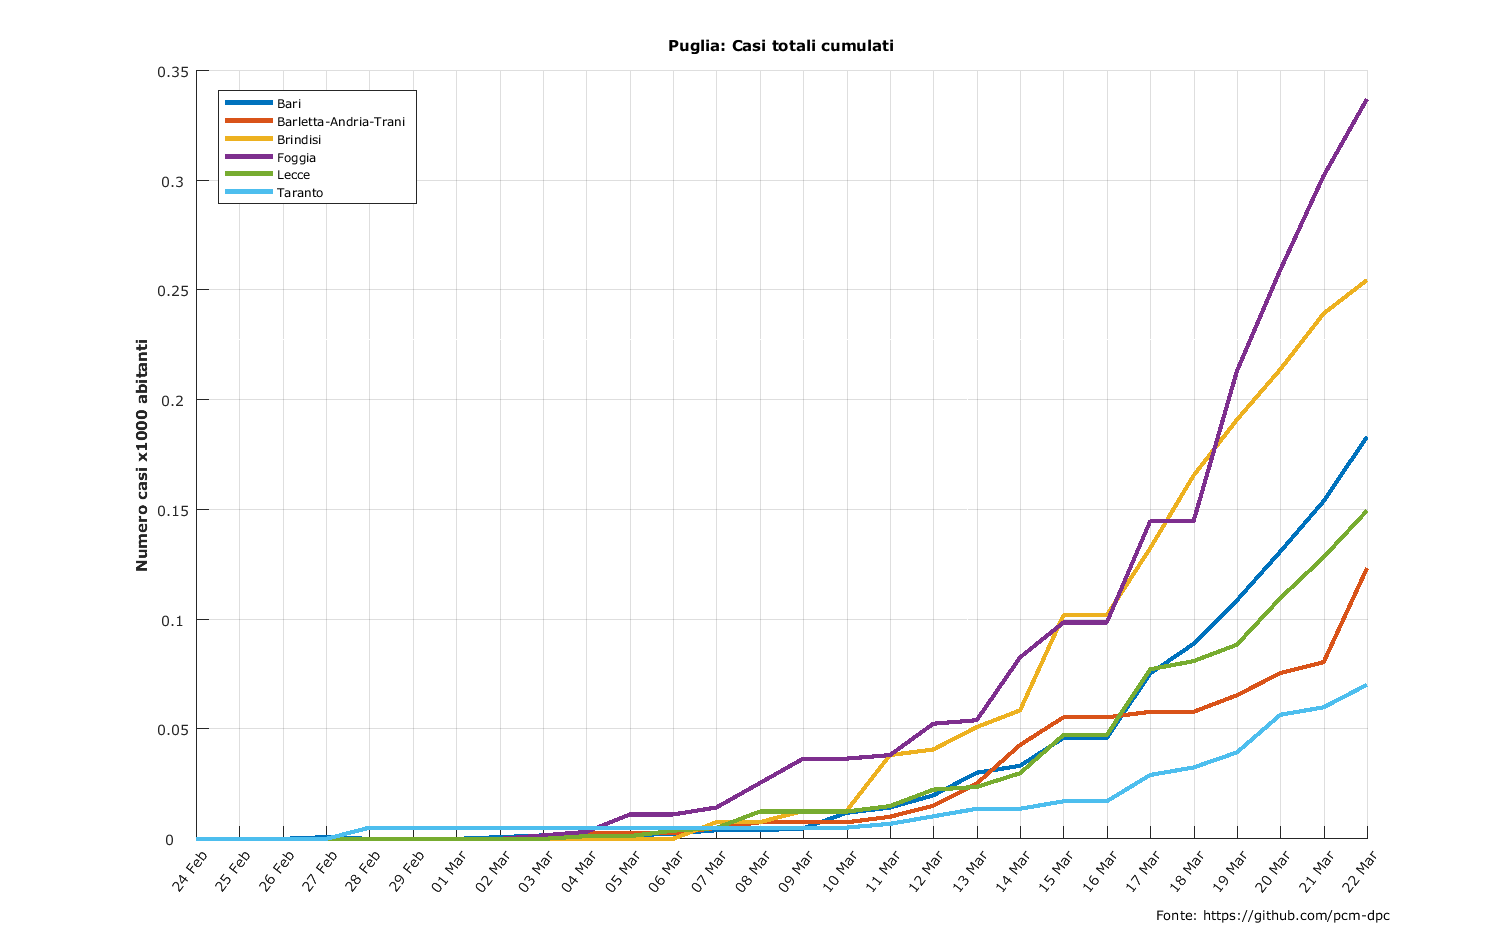 Puglia: Casi totali cumulati
Numero casi x1000 abitanti
0.35
0.3
0.25
0.2
0.15
0.1
0.05
0
Bari
Barletta-Andria-Trani
Brindisi
Foggia
Lecce
Taranto
24 Feb
25 Feb
26 Feb
27 Feb
28 Feb
29 Feb
01 Mar
02 Mar
03 Mar
04 Mar
05 Mar
06 Mar
07 Mar
08 Mar
09 Mar
10 Mar
11 Mar
12 Mar
13 Mar
14 Mar
15 Mar
16 Mar
17 Mar
18 Mar
19 Mar
20 Mar
21 Mar
22 Mar
Fonte: https://github.com/pcm-dpc